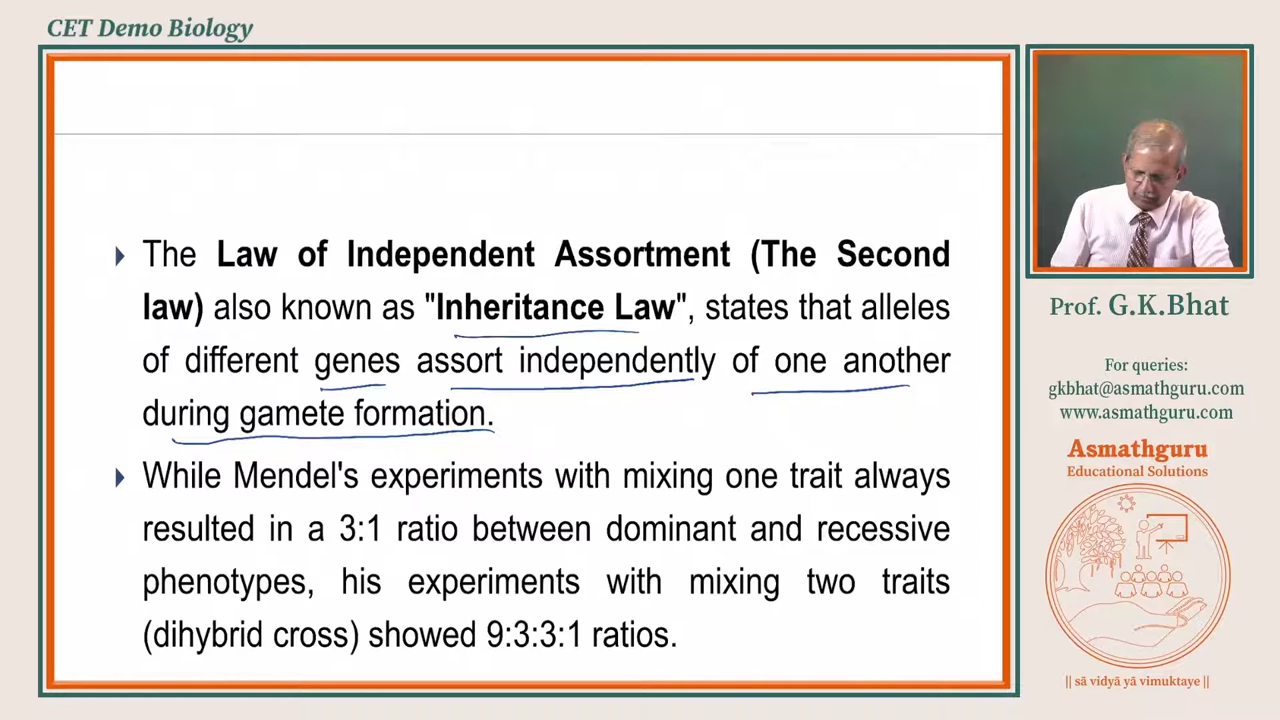 CET Demo Biology
The Law of Independent Assortment (The Second
law) also known as "Inheritance Law", states that alleles
of different genes assort independently of one another
during gamete formation.
While Mendel's experiments with mixing one trait always
resulted in a 3:1 ratio between dominant and recessive
phenotypes, his experiments with mixing two traits
(dihybrid cross) showed 9:3:3:1 ratios.
Prof. G.K.Bhat
For queries:
gkbhat@asmathguru.com
www.asmathguru.com
Asmathguru
Educational Solutions
|| sā vidyā yā vimuktaye ||